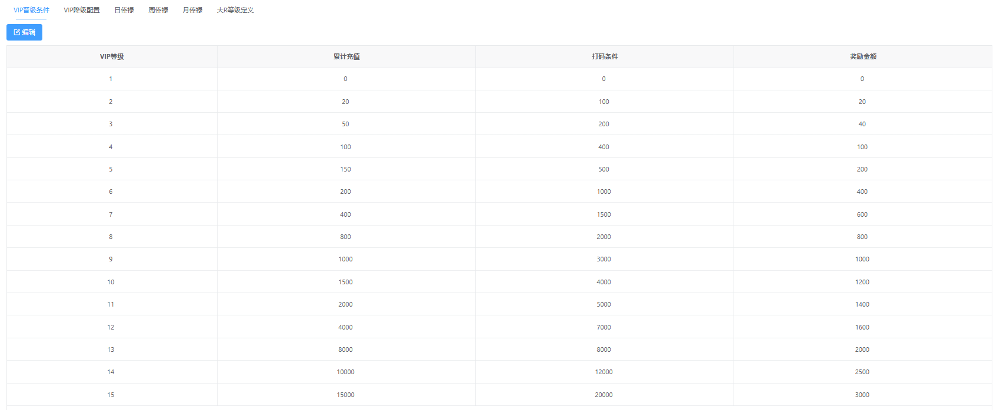 VIP晋级条件 VIP降级配置 日俸禄 周俸禄 月俸禄 大R等级定义
编辑
VIP等级 累计充值 打码条件 奖励金额
1 0 0 0
2 20 100 20
3 50 200 40
4 100 400 100
5 150 500 200
6 200 1000 400
7 400 1500 600
8 800 2000 800
9 1000 3000 1000
10 1500 4000 1200
11 2000 5000 1400
12 4000 7000 1600
13 8000 8000 2000
14 10000 12000 2500
15 15000 20000 3000